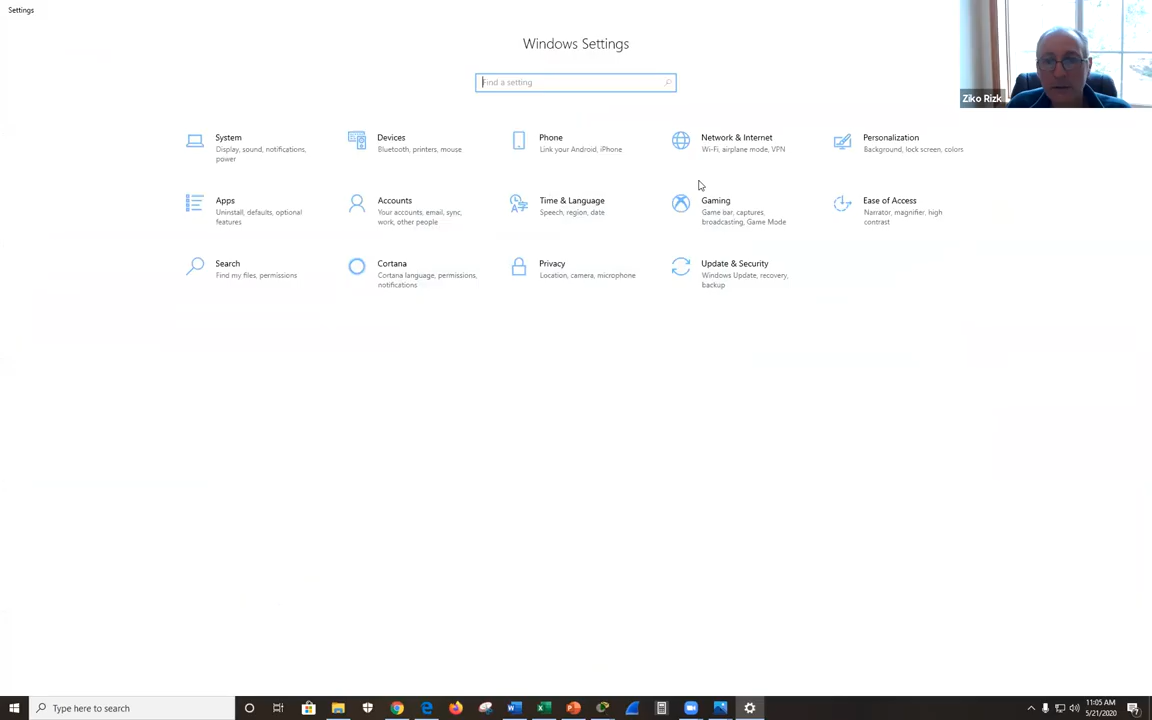 Settings
Windows Settings
Find a setting
Ziko Rizk
System
Display, sound, notifications,
power
Devices
Bluetooth, printers, mouse
Phone
Link your Android, iPhone
Network & Internet
Wi-Fi, airplane mode, VPN
Personalization
Background, lock screen, colors
Apps
Uninstall, defaults, optional
features
Accounts
Your accounts, email, sync,
work, other people
Time & Language
Speech, region, date
Gaming
Game bar, captures,
broadcasting, Game Mode
Ease of Access
Narrator, magnifier, high
contrast
Search
Find my files, permissions
Cortana
Cortana language, permissions,
notifications
Privacy
Location, camera, microphone
Update & Security
Windows Update, recovery,
backup
Type here to search
11:05 AM
5/21/2020